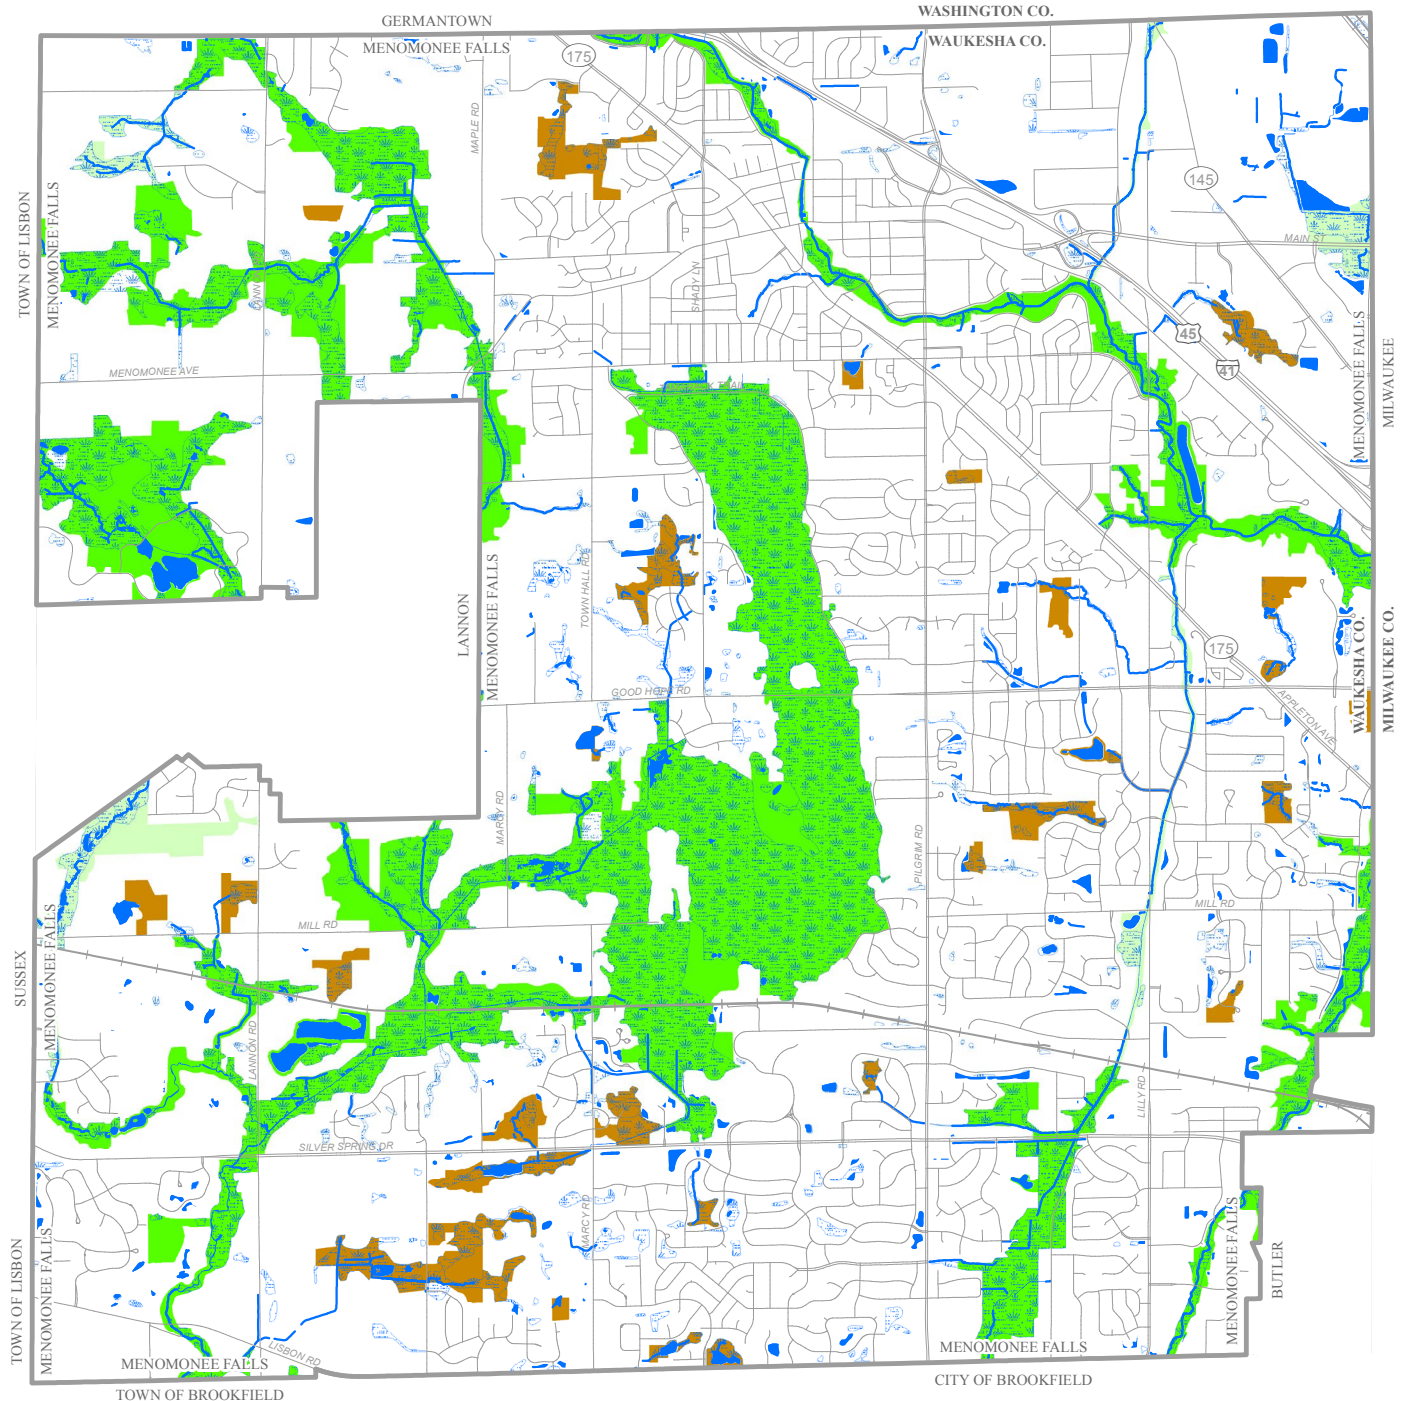 WASHINGTON CO.
GERMANTOWN
WAUKESHA CO.
MENOMONEE FALLS
175
MAPLE RD
145
TOWN OF LISBON
MENOMONEE FALLS
MAIN ST
SHADY LN
LANNO
45
MENOMONEE FALLS
MILWAUKEE
41
MENOMONEE AVE
TRAIL
TOWN HALL RD
LANNON
MENOMONEE FALLS
175
WAUKESHA CO.
MILWAUKEE CO.
GOOD HOPE RD
APPLETON AVE
MARCY RD
PILGRIM RD
MILL RD
MILL RD
SUSSEX
MENOMONEE FALLS
LANNON RD
LILLY RD
SILVER SPRING DR
MARCY RD
MENOMONEE FALLS
BUTLER
TOWN OF LISBON
MENOMONEE FALLS
LISBON RD
MENOMONEE FALLS
MENOMONEE FALLS
CITY OF BROOKFIELD
TOWN OF BROOKFIELD